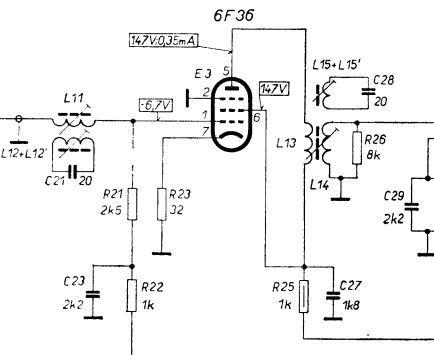 6F36
147V;0,35mA
L11
E3
5
L15+L15'
C28
20
2
147V
-6,7V
1
6
7
L13
L12+L12'
C21 20
R26
8k
L14
R21
2k5
R23
32
C29
2k2
C23
2k2
R22
1k
R25
1k
C27
1k8